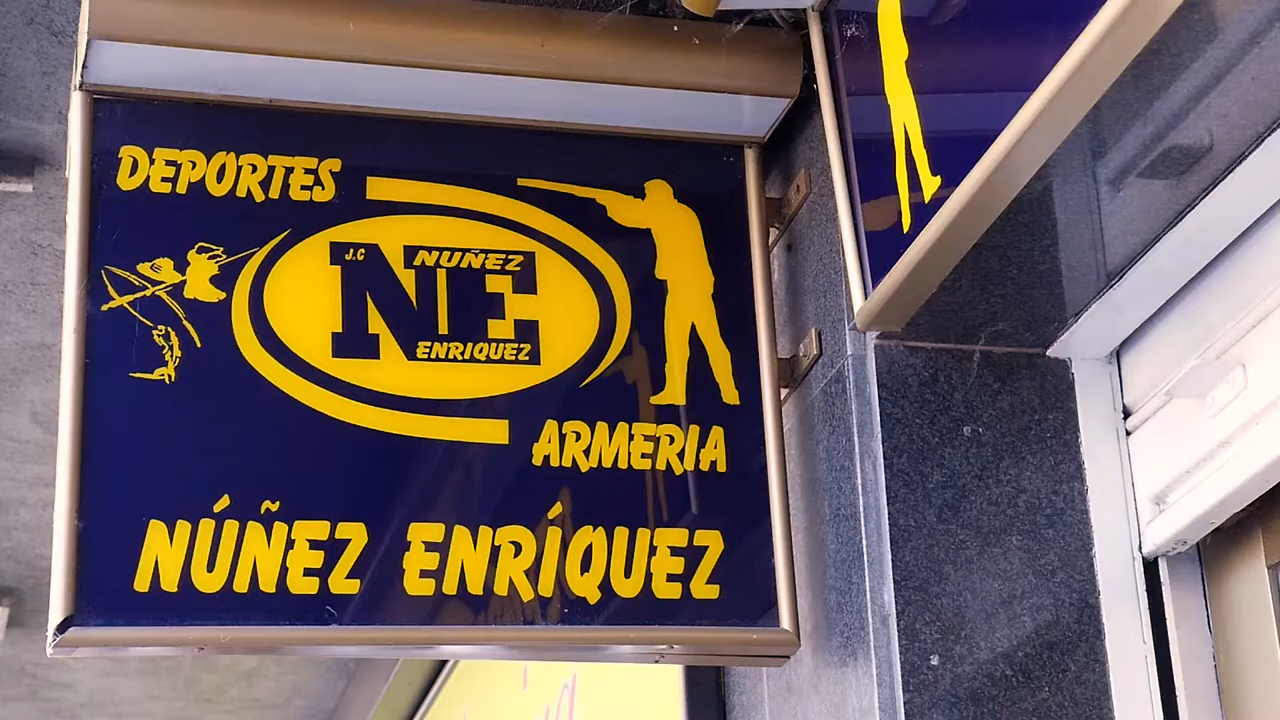 DEPORTES
J.C
NE
NUÑEZ
ENRIQUEZ
ARMERIA
NÚÑEZ ENRÍQUEZ